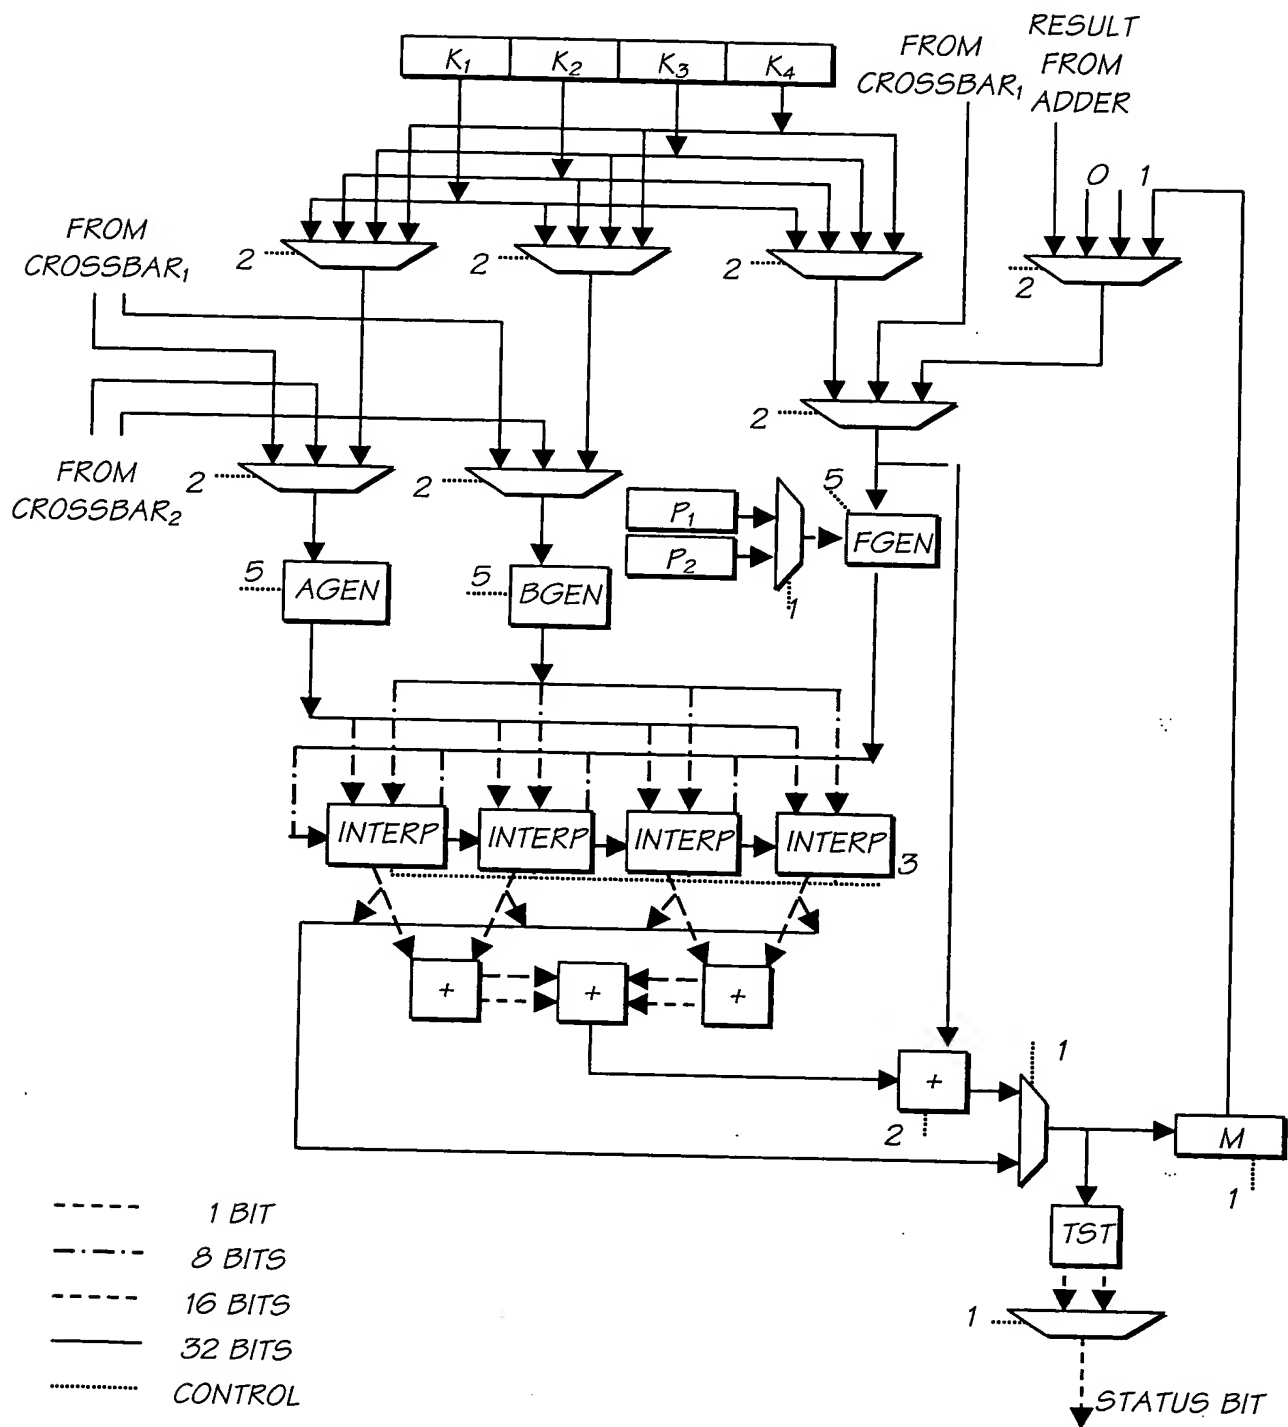 RESULT
FROM
ADDER
FROM
CROSSBAR₁
K₁ K₂ K₃ K₄
0 1
FROM
CROSSBAR₁
2
2
2
2
2
FROM
CROSSBAR₂
2
2
5
P₁
P₂
FGEN
1
5
AGEN
5
BGEN
INTERP
INTERP
INTERP
INTERP
3
+
+
+
+
2
1
M
1
TST
1
STATUS BIT
1 BIT
8 BITS
16 BITS
32 BITS
CONTROL